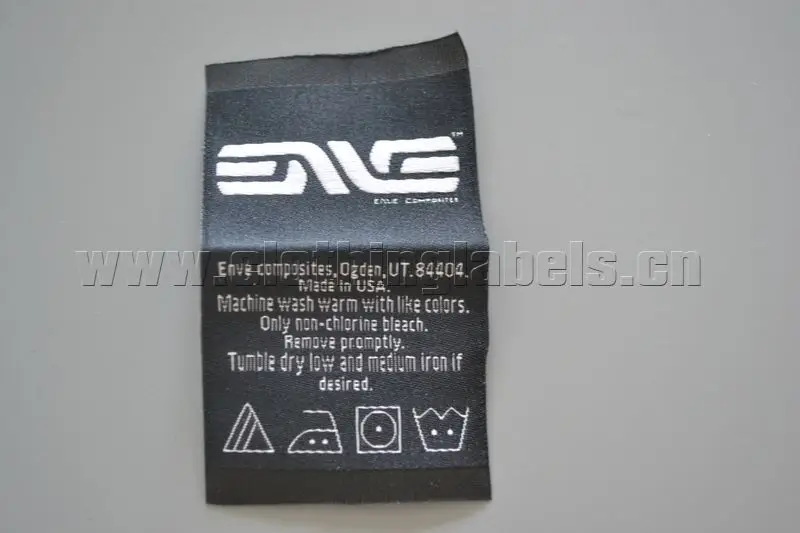 ENVE™
ENVE COMPOSITES
www.clothinglabels.cn
Enve composites, Ogden, UT. 84404.
Made in USA.
Machine wash warm with like colors.
Only non-chlorine bleach.
Remove promptly.
Tumble dry low and medium iron if
desired.